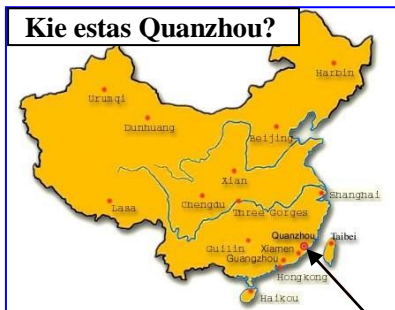 Kie estas Quanzhou?
Harbin
Urumqi
Dunhuang
Beijing
Xian
Shanghai
Lasa
Chengdu
Three Gorges
Quanzhou
Taibei
Guilin
Xiamen
Guangzhou
Hongkong
Haikou